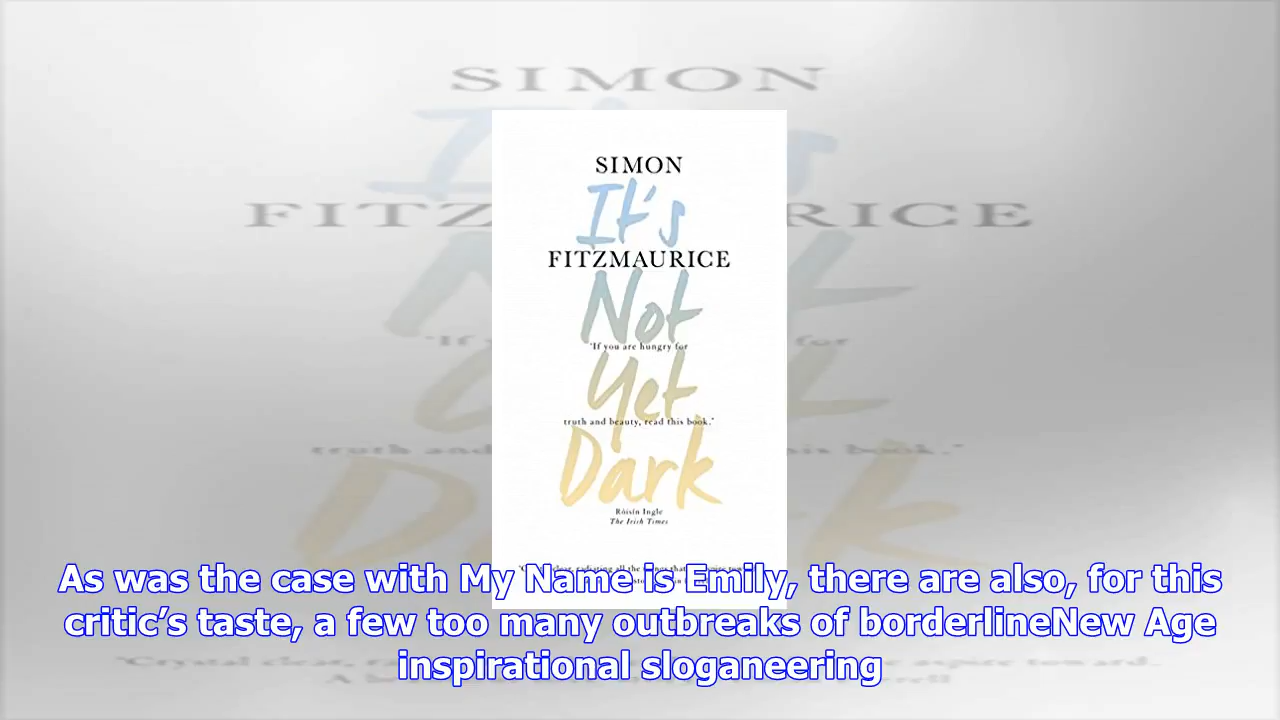 SIMON
It's
FITZMAURICE
Not
'If you are hungry for
Yet
truth and beauty, read this book.'
Dark
Róisín Ingle
The Irish Times
As was the case with My Name is Emily, there are also, for this
critic’s taste, a few too many outbreaks of borderlineNew Age
inspirational sloganeering